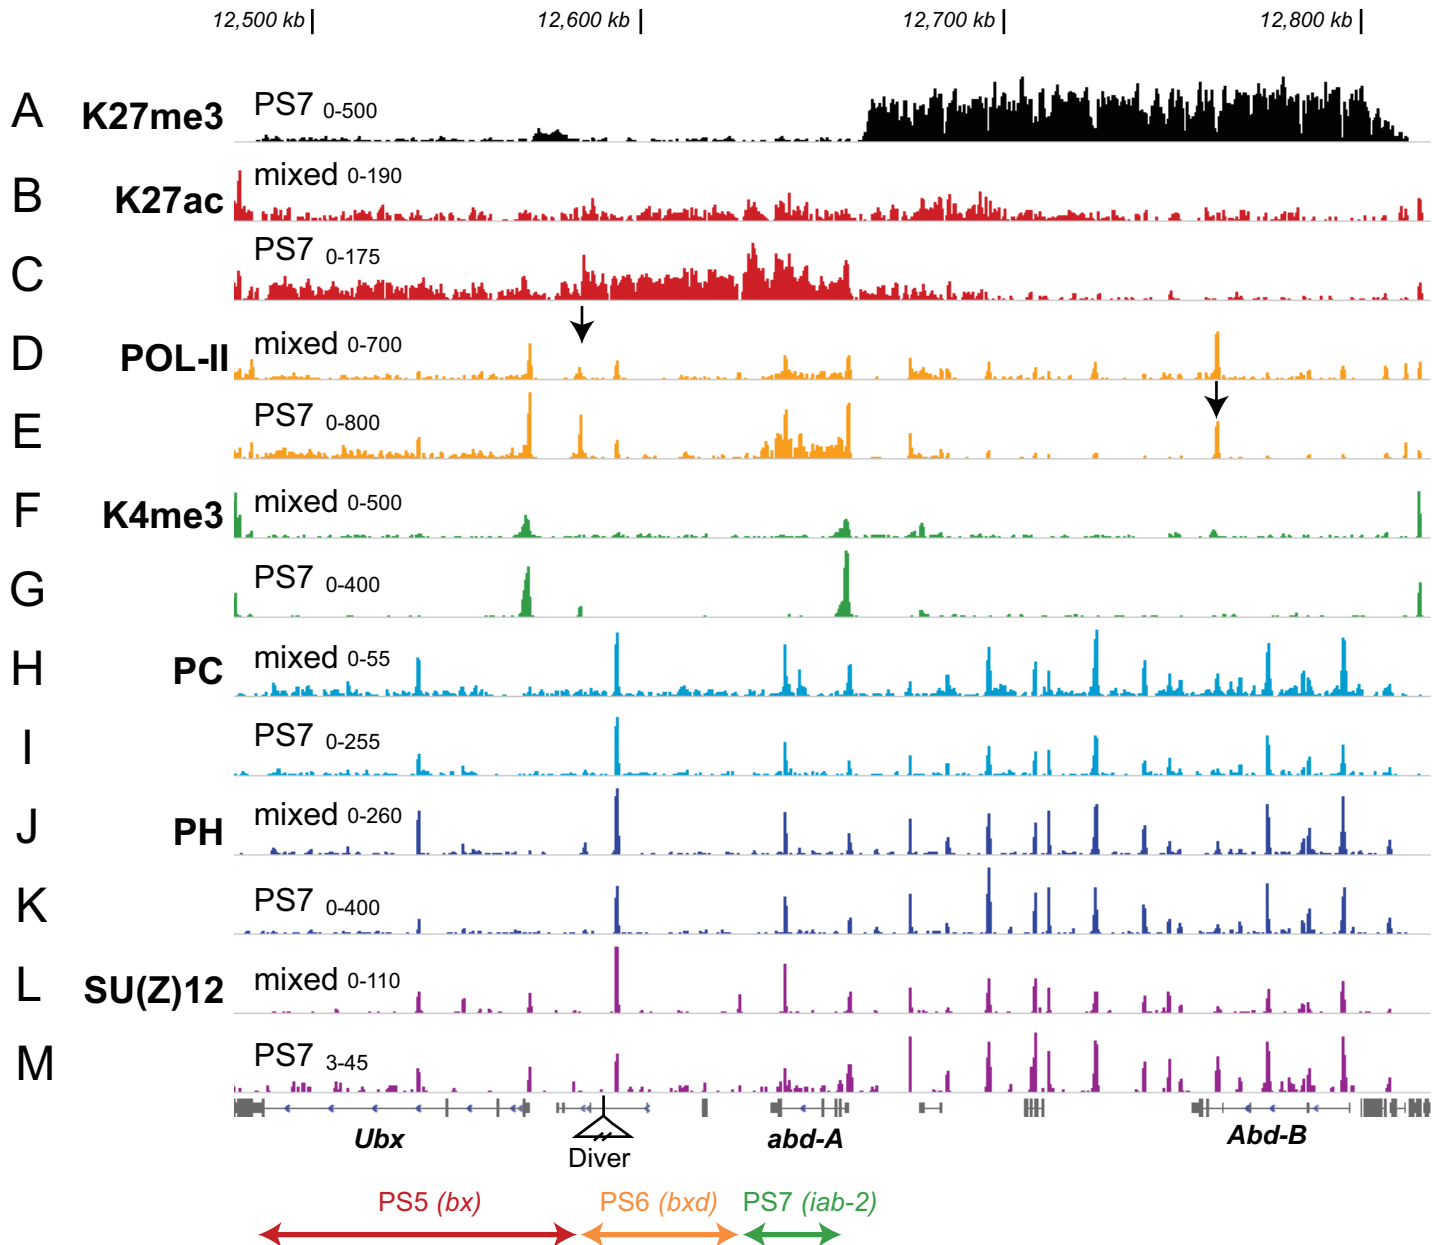 12,500 kb 12,600 kb 12,700 kb 12,800 kb
A K27me3 PS7 0-500
B K27ac mixed 0-190
C PS7 0-175
D POL-II mixed 0-700
E PS7 0-800
F K4me3 mixed 0-500
G PS7 0-400
H PC mixed 0-55
I PS7 0-255
J PH mixed 0-260
K PS7 0-400
L SU(Z)12 mixed 0-110
M PS7 3-45
Ubx abd-A Abd-B
Diver
PS5 (bx) PS6 (bxd) PS7 (iab-2)